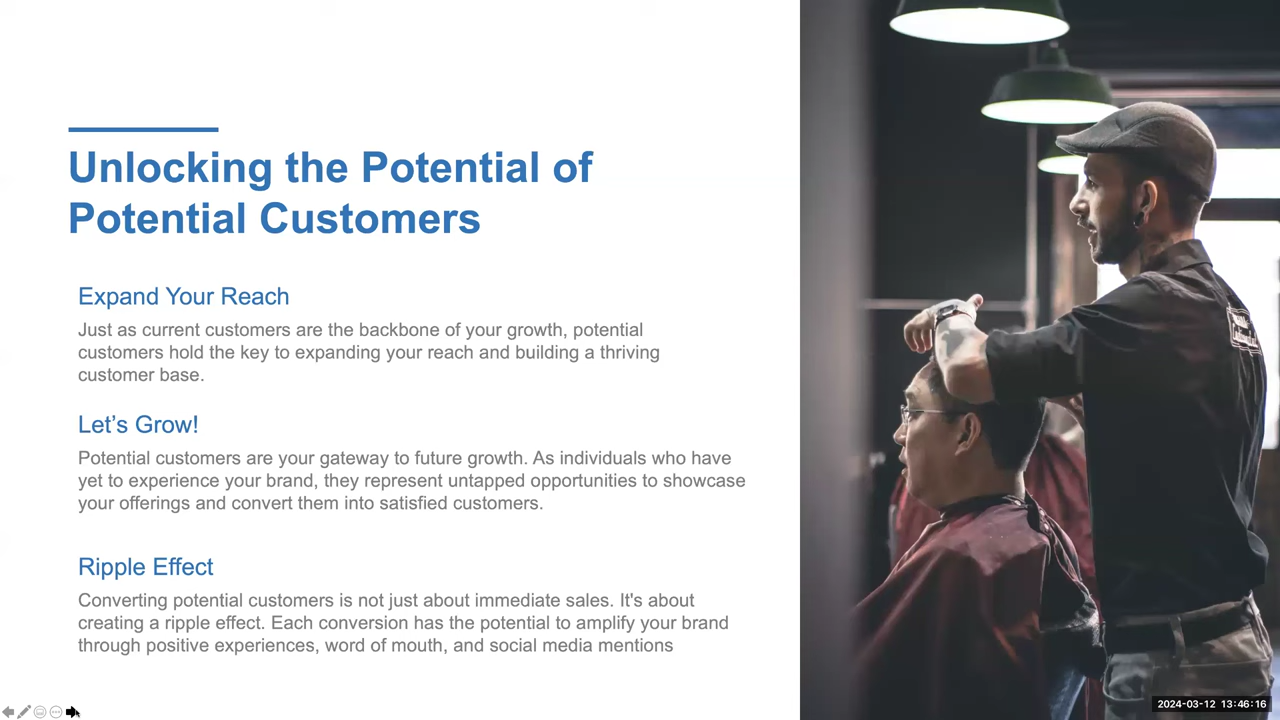 Unlocking the Potential of
Potential Customers
Expand Your Reach
Just as current customers are the backbone of your growth, potential
customers hold the key to expanding your reach and building a thriving
customer base.
Let’s Grow!
Potential customers are your gateway to future growth. As individuals who have
yet to experience your brand, they represent untapped opportunities to showcase
your offerings and convert them into satisfied customers.
Ripple Effect
Converting potential customers is not just about immediate sales. It's about
creating a ripple effect. Each conversion has the potential to amplify your brand
through positive experiences, word of mouth, and social media mentions
2024-03-12 13:46:16